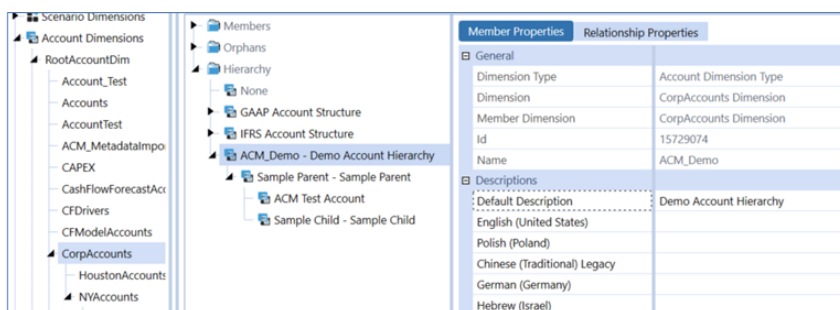 Scenario Dimensions
Account Dimensions
RootAccountDim
Account_Test
Accounts
AccountTest
ACM_MetadataImpo
CAPEX
CashFlowForecastAcc
CFDrivers
CFModelAccounts
CorpAccounts
HoustonAccounts
NYAccounts
Members
Orphans
Hierarchy
None
GAAP Account Structure
IFRS Account Structure
ACM_Demo - Demo Account Hierarchy
Sample Parent - Sample Parent
ACM Test Account
Sample Child - Sample Child
Member Properties Relationship Properties
General
Dimension Type Account Dimension Type
Dimension CorpAccounts Dimension
Member Dimension CorpAccounts Dimension
Id 15729074
Name ACM_Demo
Descriptions
Default Description Demo Account Hierarchy
English (United States)
Polish (Poland)
Chinese (Traditional) Legacy
German (Germany)
Hebrew (Israel)